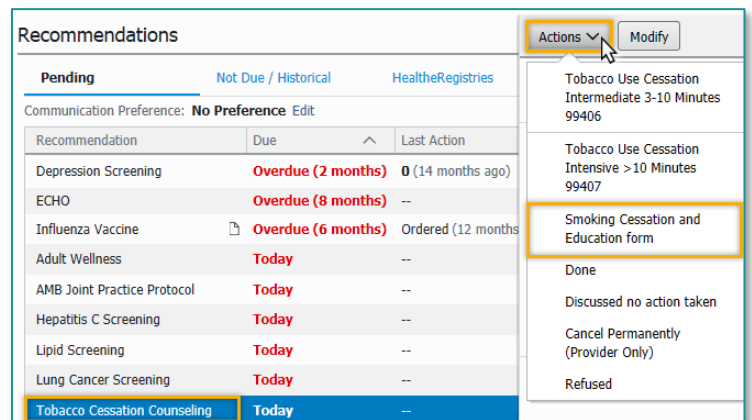 Recommendations
Actions
Modify
Pending
Not Due / Historical
HealtheRegistries
Communication Preference: No Preference Edit
Recommendation Due Last Action
Depression Screening Overdue (2 months) 0 (14 months ago)
ECHO Overdue (8 months) --
Influenza Vaccine Overdue (6 months) Ordered (12 months
Adult Wellness Today --
AMB Joint Practice Protocol Today --
Hepatitis C Screening Today --
Lipid Screening Today --
Lung Cancer Screening Today --
Tobacco Cessation Counseling Today --
Tobacco Use Cessation
Intermediate 3-10 Minutes
99406
Tobacco Use Cessation
Intensive >10 Minutes
99407
Smoking Cessation and
Education form
Done
Discussed no action taken
Cancel Permanently
(Provider Only)
Refused